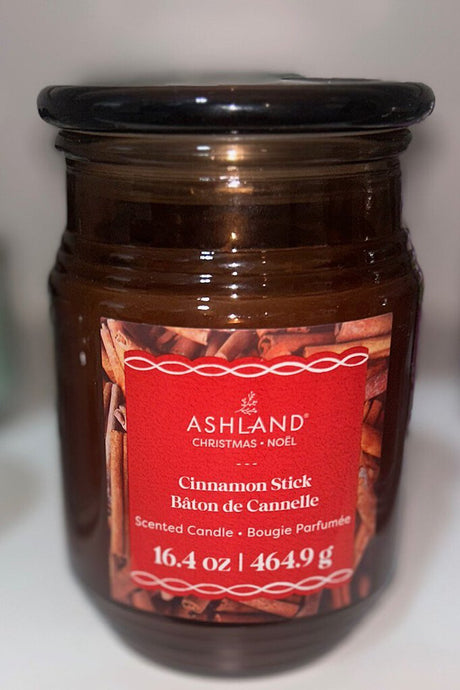 ASHLAND®
CHRISTMAS • NOËL
---
Cinnamon Stick
Bâton de Cannelle
Scented Candle • Bougie Parfumée
16.4 oz | 464.9 g